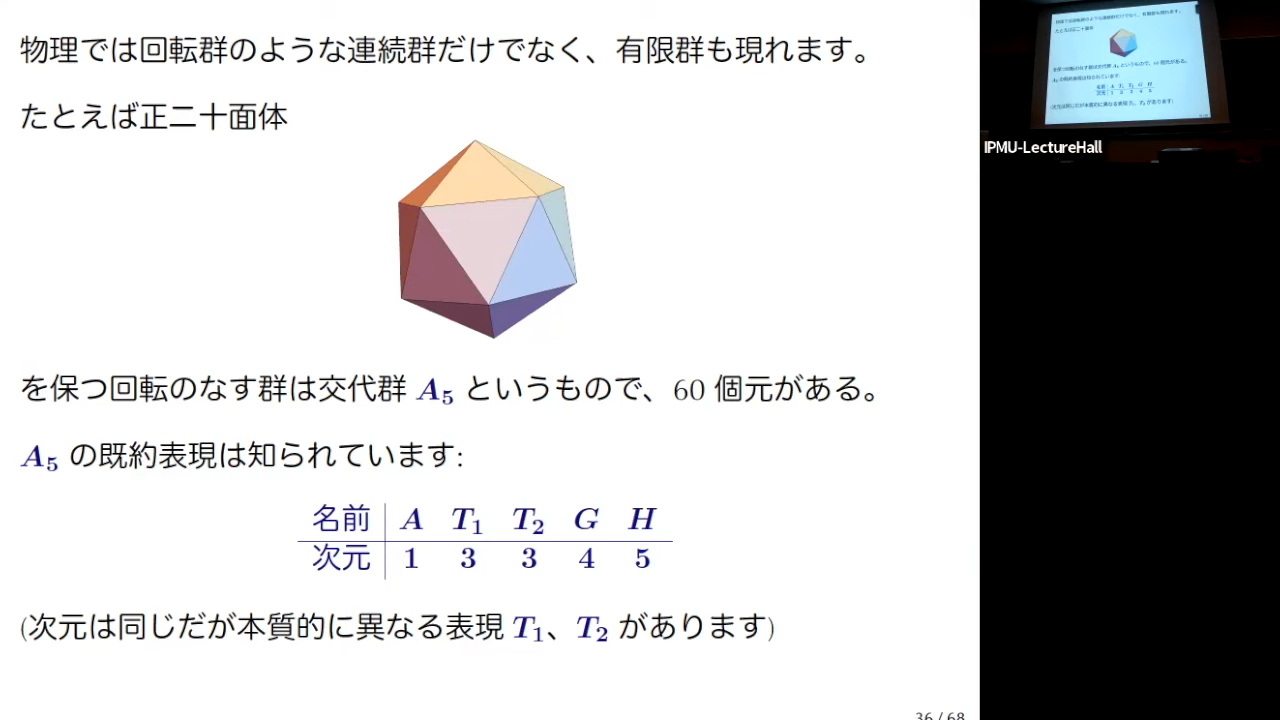 物理では回転群のような連続群だけでなく、有限群も現れます。
たとえば正二十面体
を保つ回転のなす群は交代群 A₅ というもので、60 個元がある。
A₅ の既約表現は知られています:
名前 A T₁ T₂ G H
次元 1 3 3 4 5
(次元は同じだが本質的に異なる表現 T₁、T₂ があります)
36 / 68
IPMU-LectureHall